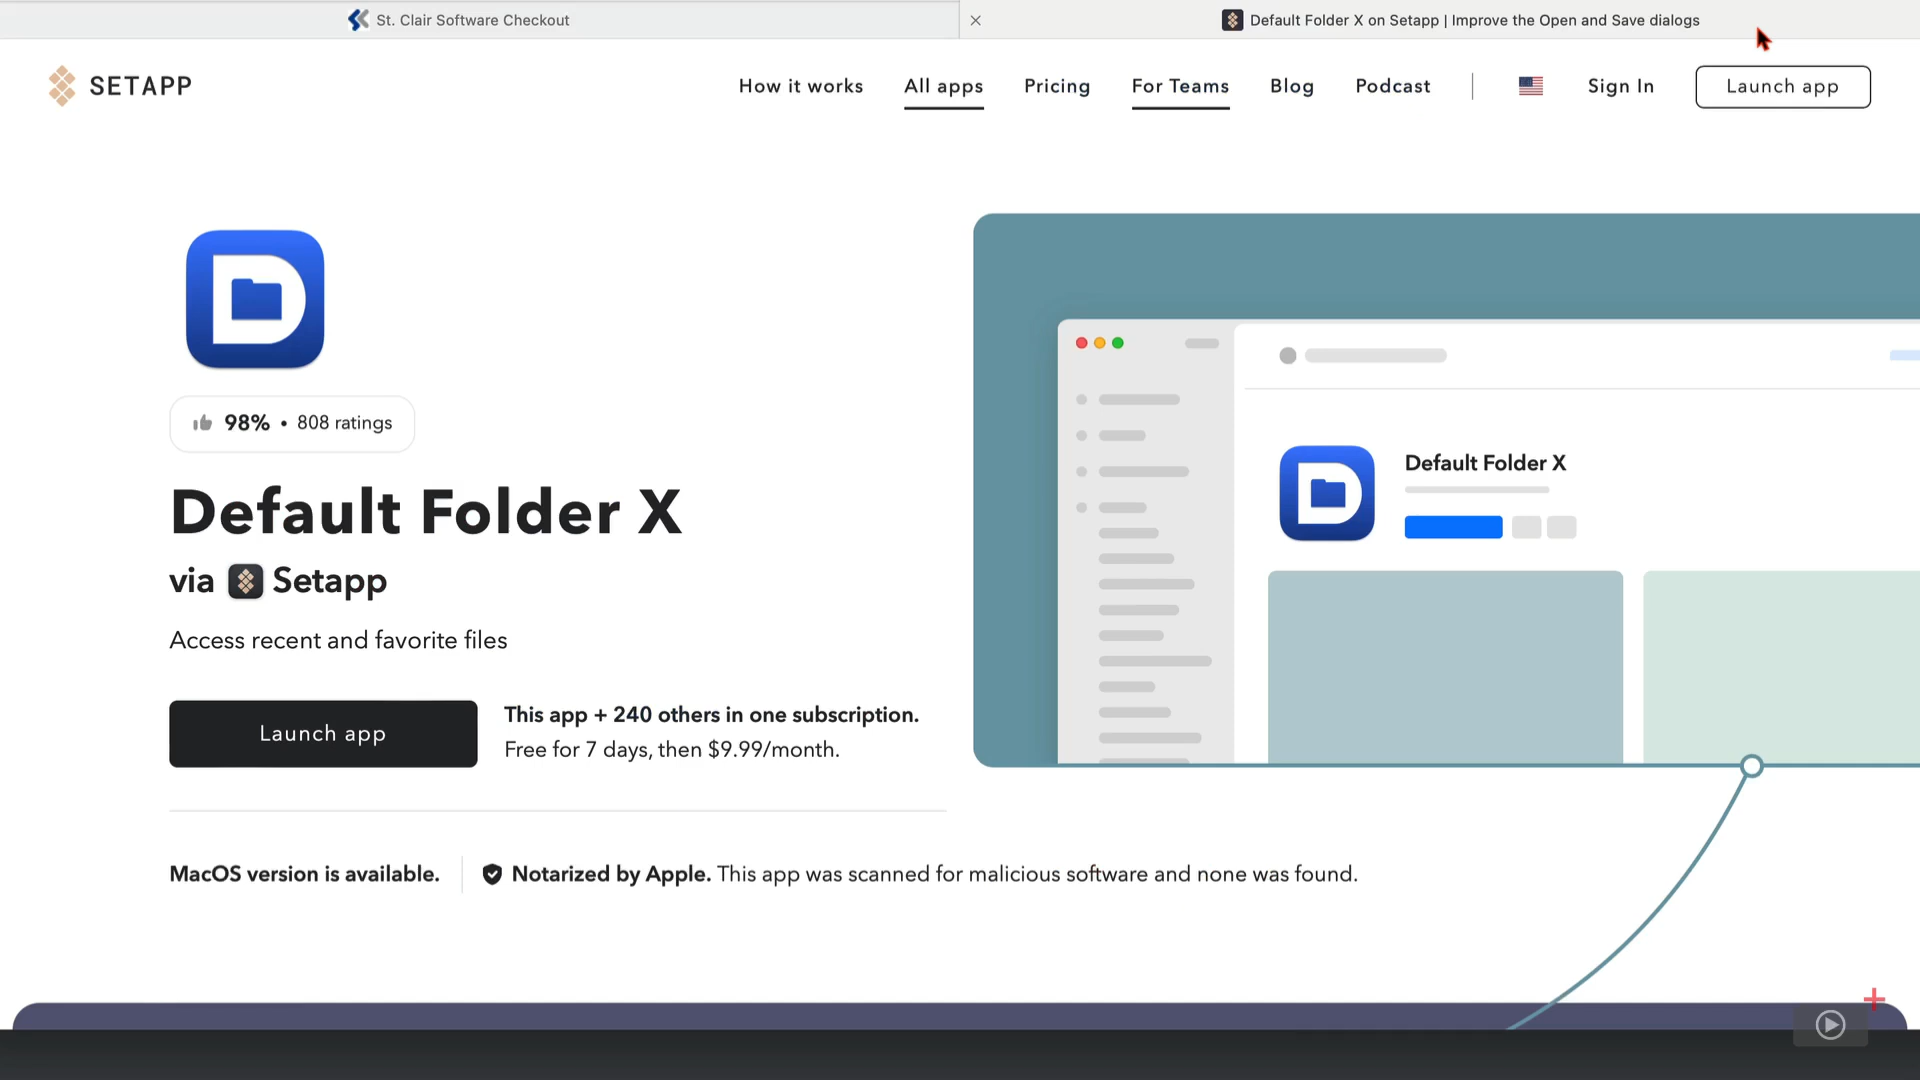 St. Clair Software Checkout
Default Folder X on Setapp | Improve the Open and Save dialogs
SETAPP
How it works
All apps
Pricing
For Teams
Blog
Podcast
Sign In
Launch app
98% • 808 ratings
Default Folder X
via Setapp
Access recent and favorite files
Launch app
This app + 240 others in one subscription.
Free for 7 days, then $9.99/month.
Default Folder X
MacOS version is available.
Notarized by Apple. This app was scanned for malicious software and none was found.